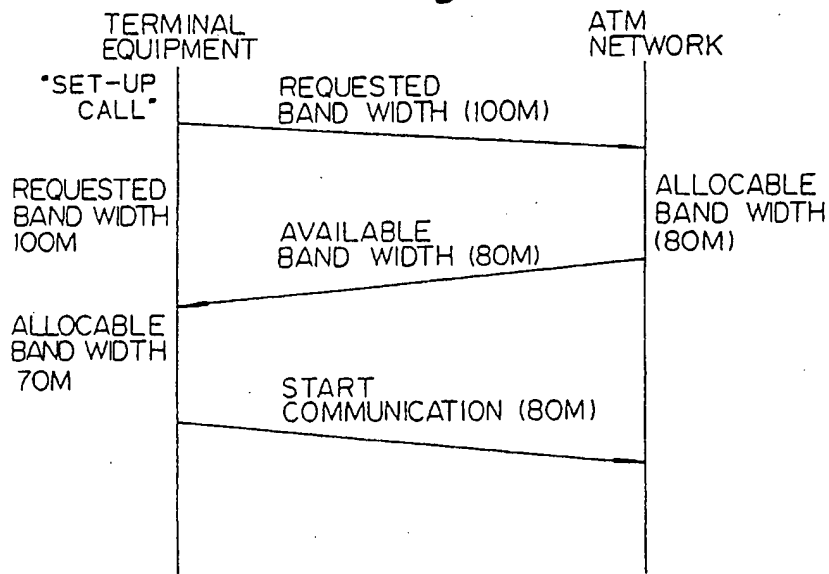 TERMINAL
EQUIPMENT
ATM
NETWORK
"SET-UP
CALL"
REQUESTED
BAND WIDTH (100M)
REQUESTED
BAND WIDTH
100M
ALLOCABLE
BAND WIDTH
(80M)
AVAILABLE
BAND WIDTH (80M)
ALLOCABLE
BAND WIDTH
70M
START
COMMUNICATION (80M)